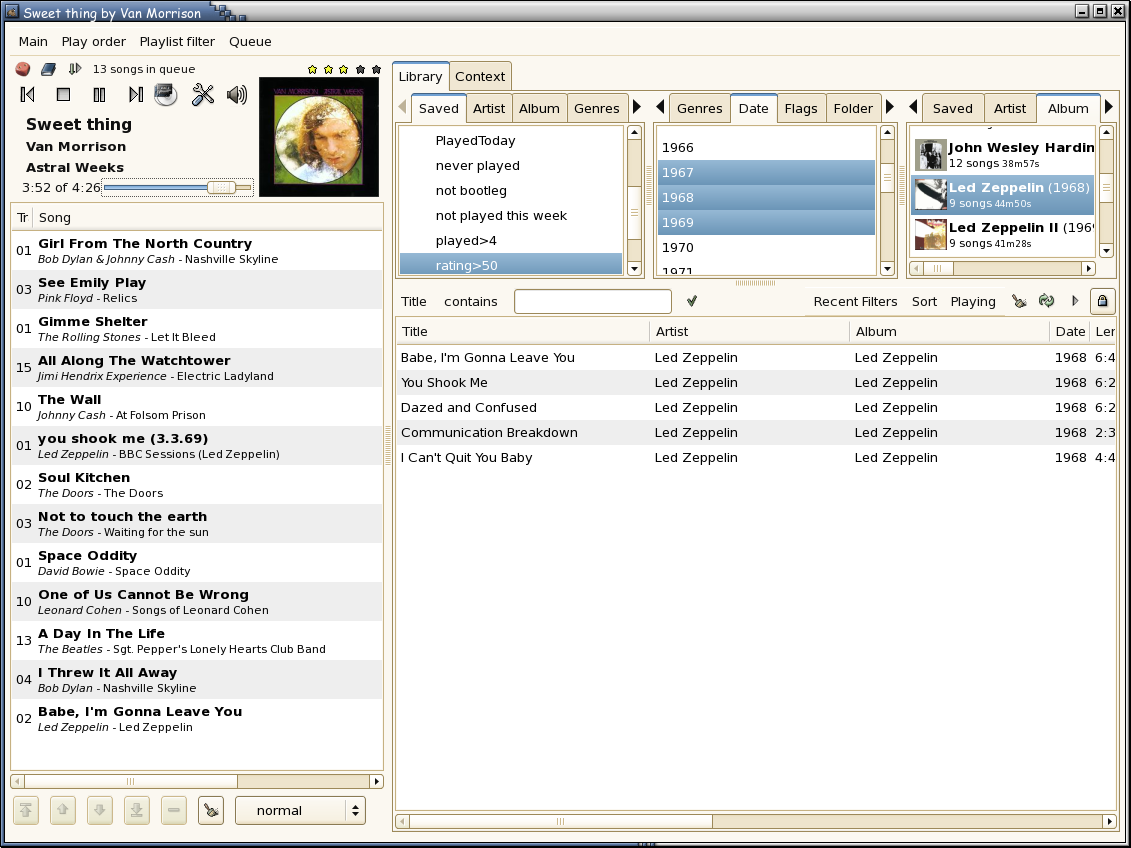 Sweet thing by Van Morrison
Main Play order Playlist filter Queue
13 songs in queue
VAN MORRISON ASTRAL WEEKS
Sweet thing
Van Morrison
Astral Weeks
3:52 of 4:26
Tr Song
01 Girl From The North Country
Bob Dylan & Johnny Cash - Nashville Skyline
03 See Emily Play
Pink Floyd - Relics
01 Gimme Shelter
The Rolling Stones - Let It Bleed
15 All Along The Watchtower
Jimi Hendrix Experience - Electric Ladyland
10 The Wall
Johnny Cash - At Folsom Prison
01 you shook me (3.3.69)
Led Zeppelin - BBC Sessions (Led Zeppelin)
02 Soul Kitchen
The Doors - The Doors
03 Not to touch the earth
The Doors - Waiting for the sun
01 Space Oddity
David Bowie - Space Oddity
10 One of Us Cannot Be Wrong
Leonard Cohen - Songs of Leonard Cohen
13 A Day In The Life
The Beatles - Sgt. Pepper's Lonely Hearts Club Band
04 I Threw It All Away
Bob Dylan - Nashville Skyline
02 Babe, I'm Gonna Leave You
Led Zeppelin - Led Zeppelin
normal
Library Context
Saved Artist Album Genres
PlayedToday
never played
not bootleg
not played this week
played>4
rating>50
Genres Date Flags Folder
1966
1967
1968
1969
1970
1971
Saved Artist Album
John Wesley Hardin
12 songs 38m57s
Led Zeppelin (1968)
9 songs 44m50s
Led Zeppelin II (196
9 songs 41m28s
Title contains Recent Filters Sort Playing
Title Artist Album Date Ler
Babe, I'm Gonna Leave You Led Zeppelin Led Zeppelin 1968 6:4
You Shook Me Led Zeppelin Led Zeppelin 1968 6:2
Dazed and Confused Led Zeppelin Led Zeppelin 1968 6:2
Communication Breakdown Led Zeppelin Led Zeppelin 1968 2:3
I Can't Quit You Baby Led Zeppelin Led Zeppelin 1968 4:4